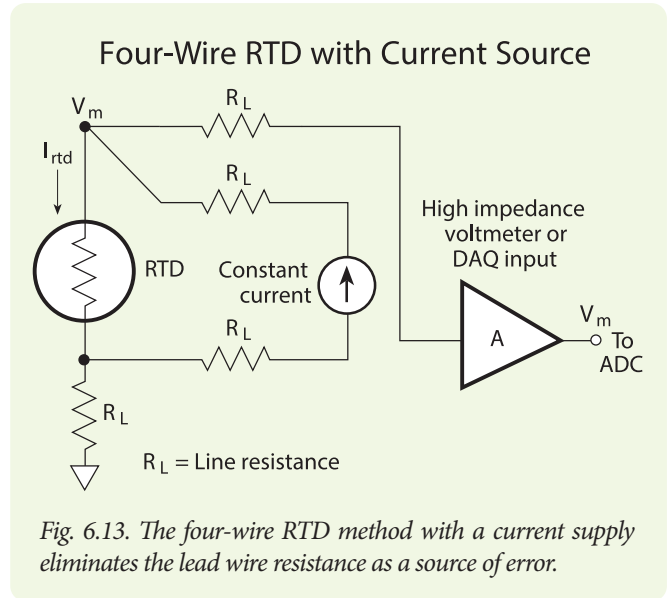 Four-Wire RTD with Current Source
V m
R L
I rtd
R L
High impedance
voltmeter or
DAQ input
RTD
Constant
current
V m
A
To
ADC
R L
R L
R L = Line resistance
Fig. 6.13. The four-wire RTD method with a current supply
eliminates the lead wire resistance as a source of error.